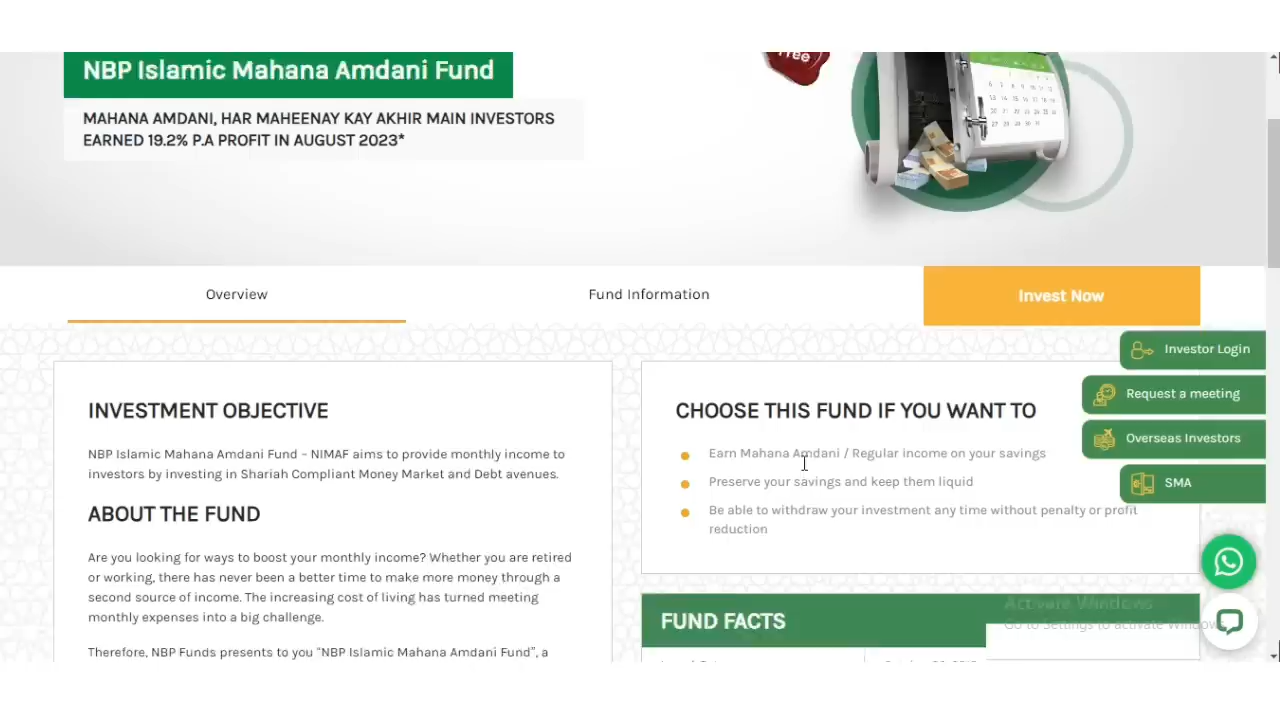 Free
NBP Islamic Mahana Amdani Fund
MAHANA AMDANI, HAR MAHEENAY KAY AKHIR MAIN INVESTORS
EARNED 19.2% P.A PROFIT IN AUGUST 2023*
Overview
Fund Information
Invest Now
Investor Login
Request a meeting
Overseas Investors
SMA
INVESTMENT OBJECTIVE
NBP Islamic Mahana Amdani Fund – NIMAF aims to provide monthly income to
investors by investing in Shariah Compliant Money Market and Debt avenues.
ABOUT THE FUND
Are you looking for ways to boost your monthly income? Whether you are retired
or working, there has never been a better time to make more money through a
second source of income. The increasing cost of living has turned meeting
monthly expenses into a big challenge.
Therefore, NBP Funds presents to you "NBP Islamic Mahana Amdani Fund", a
CHOOSE THIS FUND IF YOU WANT TO
Earn Mahana Amdani / Regular income on your savings
Preserve your savings and keep them liquid
Be able to withdraw your investment any time without penalty or profit
reduction
FUND FACTS
Activate Windows
Go to Settings to activate Windows.